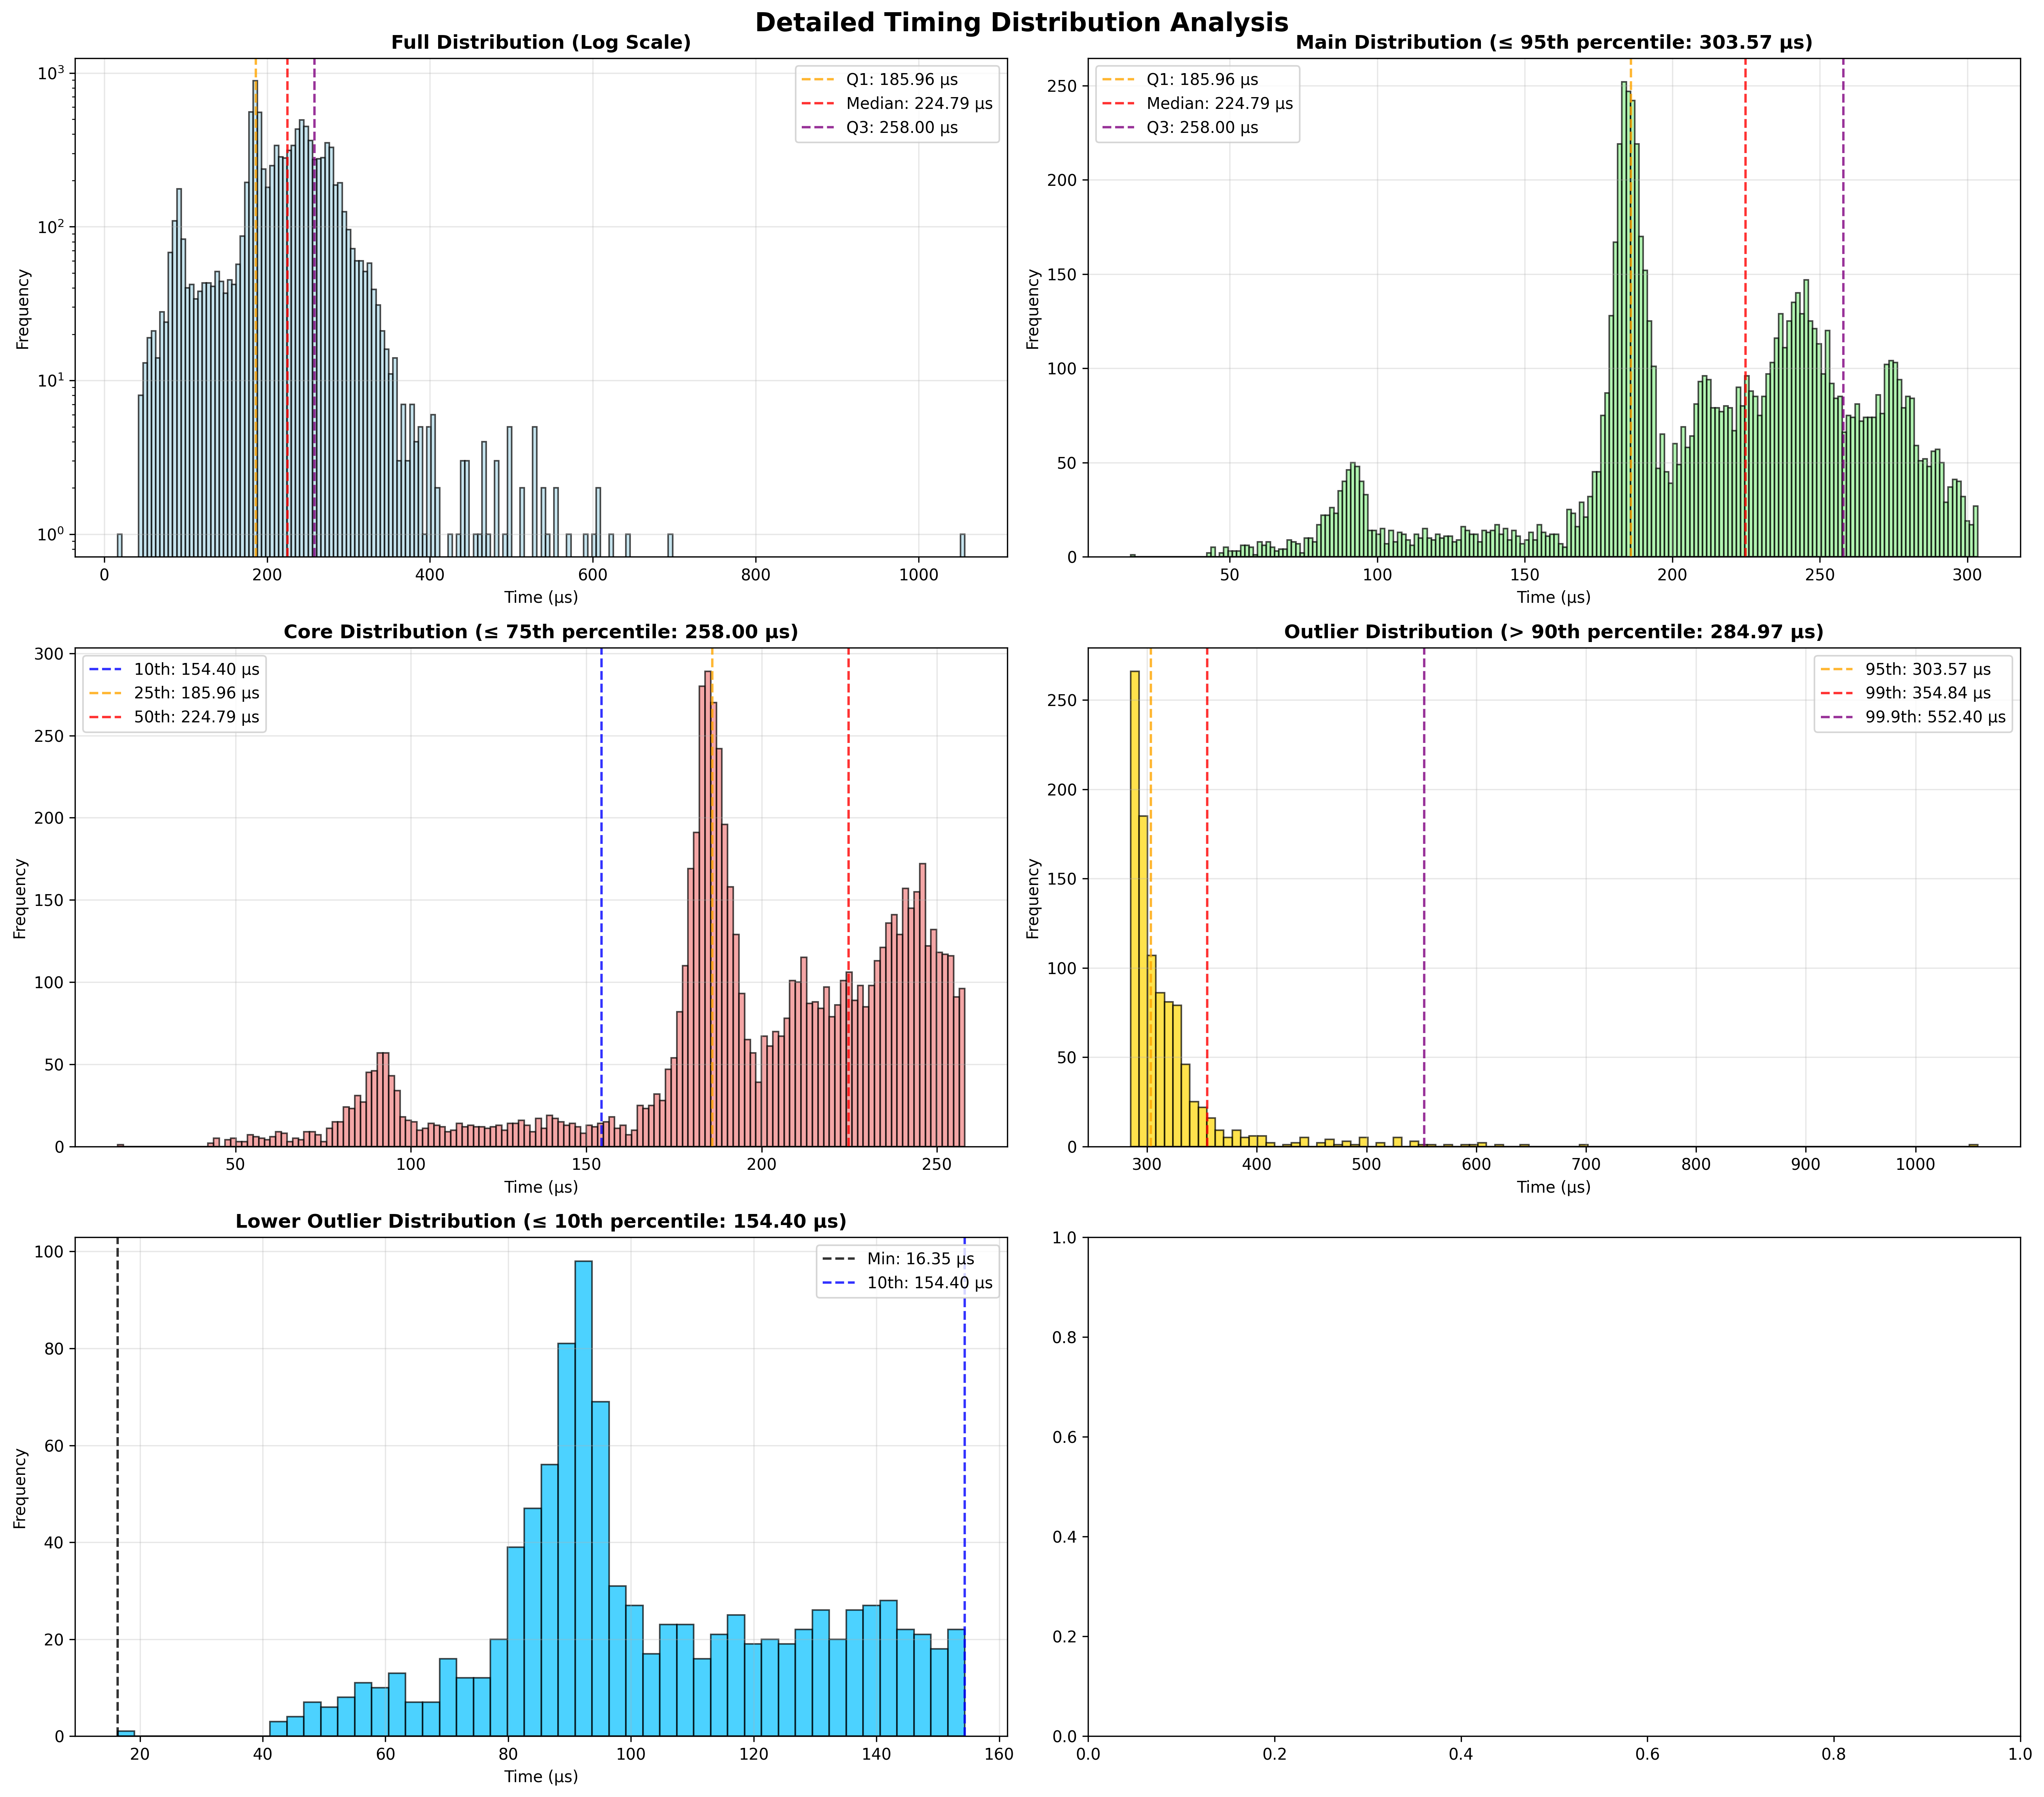 Detailed Timing Distribution Analysis
Full Distribution (Log Scale)
Frequency
10³
10²
10¹
10⁰
Q1: 185.96 µs
Median: 224.79 µs
Q3: 258.00 µs
0 200 400 600 800 1000
Time (µs)
Main Distribution (≤ 95th percentile: 303.57 µs)
Frequency
250
200
150
100
50
0
Q1: 185.96 µs
Median: 224.79 µs
Q3: 258.00 µs
50 100 150 200 250 300
Time (µs)
Core Distribution (≤ 75th percentile: 258.00 µs)
Frequency
300
250
200
150
100
50
0
10th: 154.40 µs
25th: 185.96 µs
50th: 224.79 µs
50 100 150 200 250
Time (µs)
Outlier Distribution (> 90th percentile: 284.97 µs)
Frequency
250
200
150
100
50
0
95th: 303.57 µs
99th: 354.84 µs
99.9th: 552.40 µs
300 400 500 600 700 800 900 1000
Time (µs)
Lower Outlier Distribution (≤ 10th percentile: 154.40 µs)
Frequency
100
80
60
40
20
0
Min: 16.35 µs
10th: 154.40 µs
20 40 60 80 100 120 140 160
Time (µs)
1.0
0.8
0.6
0.4
0.2
0.0
0.0 0.2 0.4 0.6 0.8 1.0